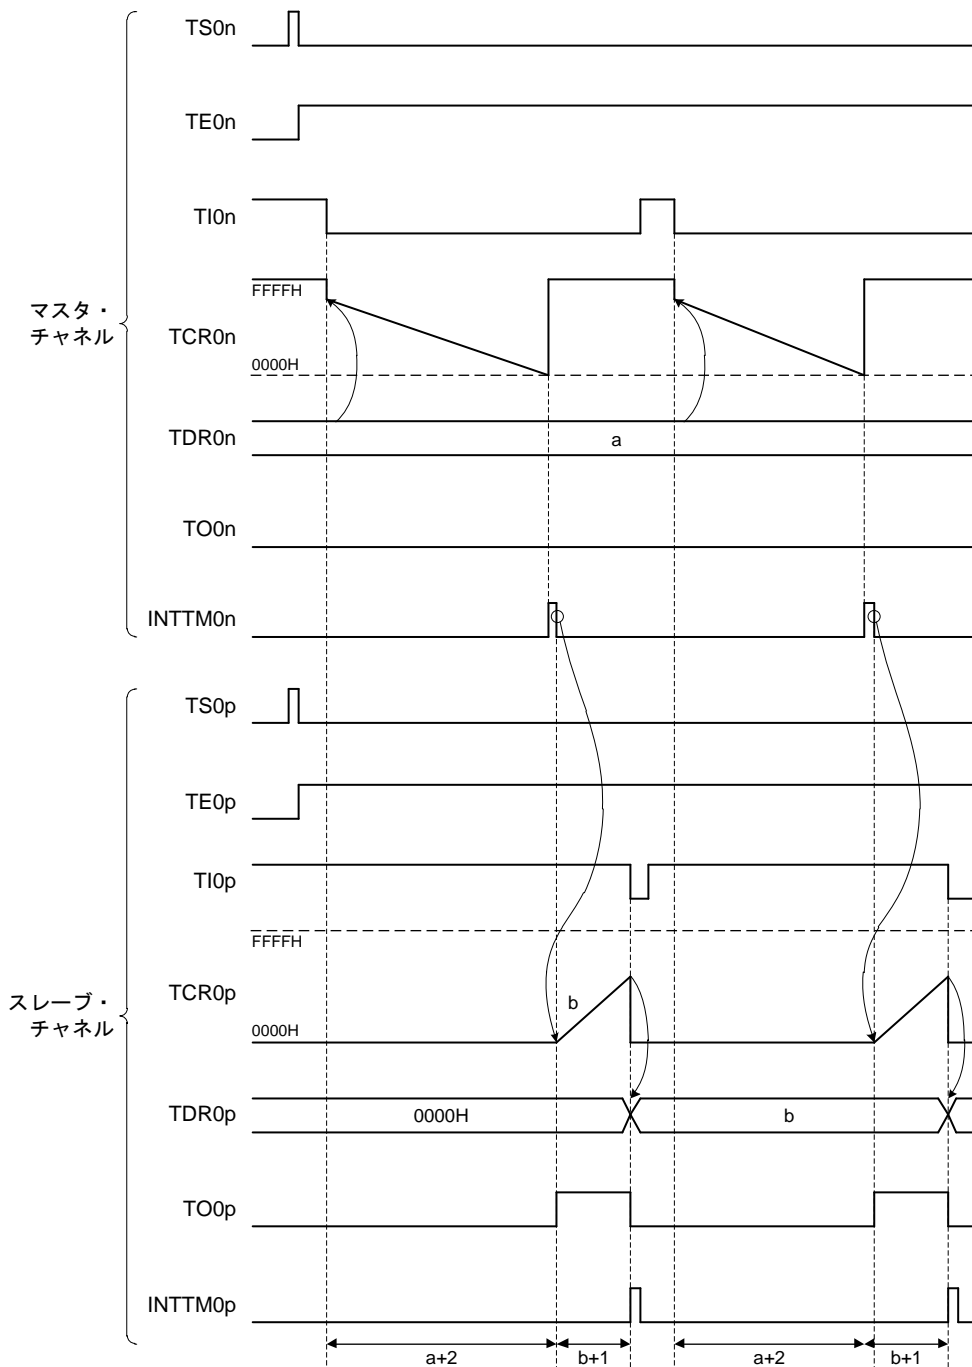 TS0n
TE0n
TI0n
FFFFH
マスタ・
チャネル
TCR0n
0000H
TDR0n
a
TO0n
INTTM0n
TS0p
TE0p
TI0p
FFFFH
スレーブ・
チャネル
TCR0p
b
0000H
TDR0p
0000H
b
TO0p
INTTM0p
a+2
b+1
a+2
b+1